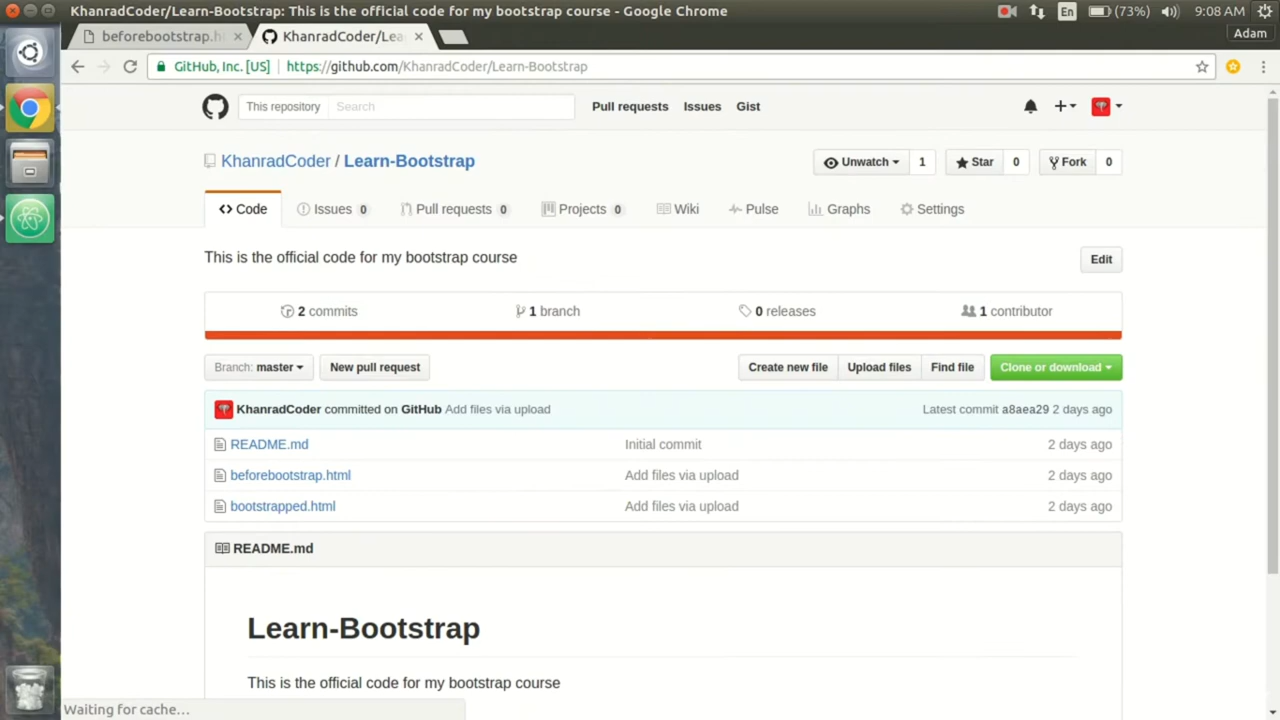 KhanradCoder/Learn-Bootstrap: This is the official code for my bootstrap course - Google Chrome
En (73%) 9:08 AM
beforebootstrap.h × KhanradCoder/Lea × Adam
GitHub, Inc. [US] https://github.com/KhanradCoder/Learn-Bootstrap
This repository Search Pull requests Issues Gist
KhanradCoder / Learn-Bootstrap Unwatch 1 Star 0 Fork 0
Code Issues 0 Pull requests 0 Projects 0 Wiki Pulse Graphs Settings
This is the official code for my bootstrap course Edit
2 commits 1 branch 0 releases 1 contributor
Branch: master New pull request Create new file Upload files Find file Clone or download
KhanradCoder committed on GitHub Add files via upload Latest commit a8aea29 2 days ago
README.md Initial commit 2 days ago
beforebootstrap.html Add files via upload 2 days ago
bootstrapped.html Add files via upload 2 days ago
README.md
Learn-Bootstrap
This is the official code for my bootstrap course
Waiting for cache...